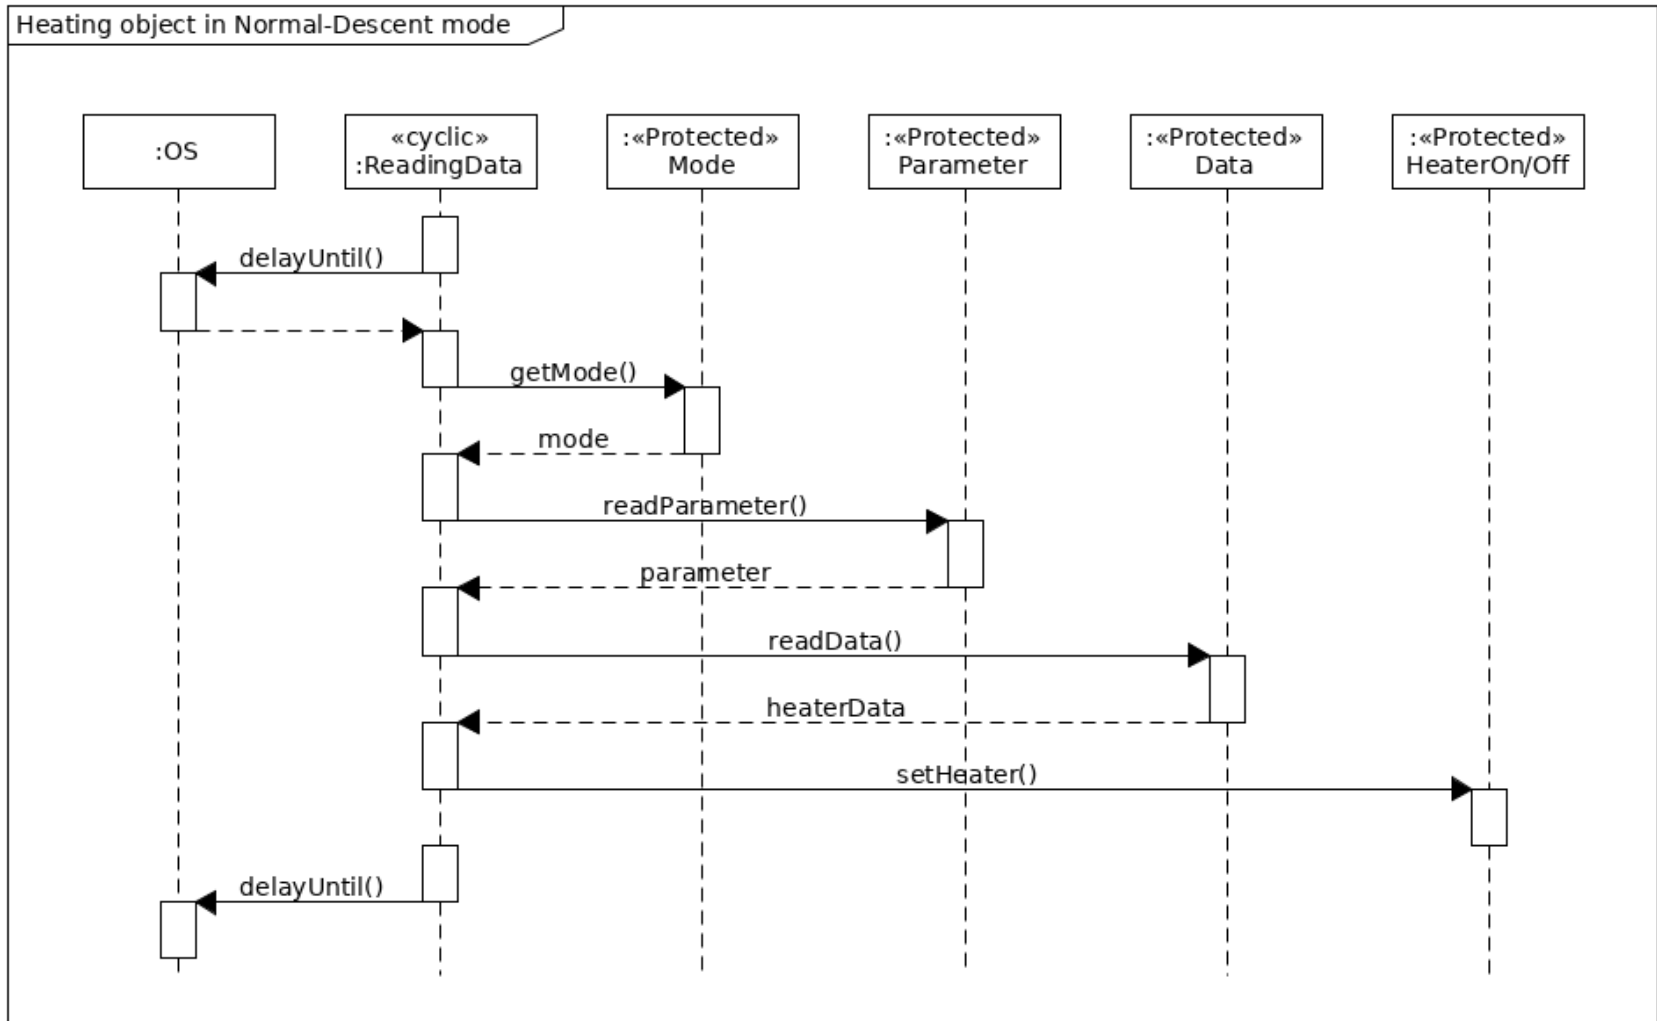 Heating object in Normal-Descent mode
:OS
«cyclic»
:ReadingData
:«Protected»
Mode
:«Protected»
Parameter
:«Protected»
Data
:«Protected»
HeaterOn/Off
delayUntil()
getMode()
mode
readParameter()
parameter
readData()
heaterData
setHeater()
delayUntil()